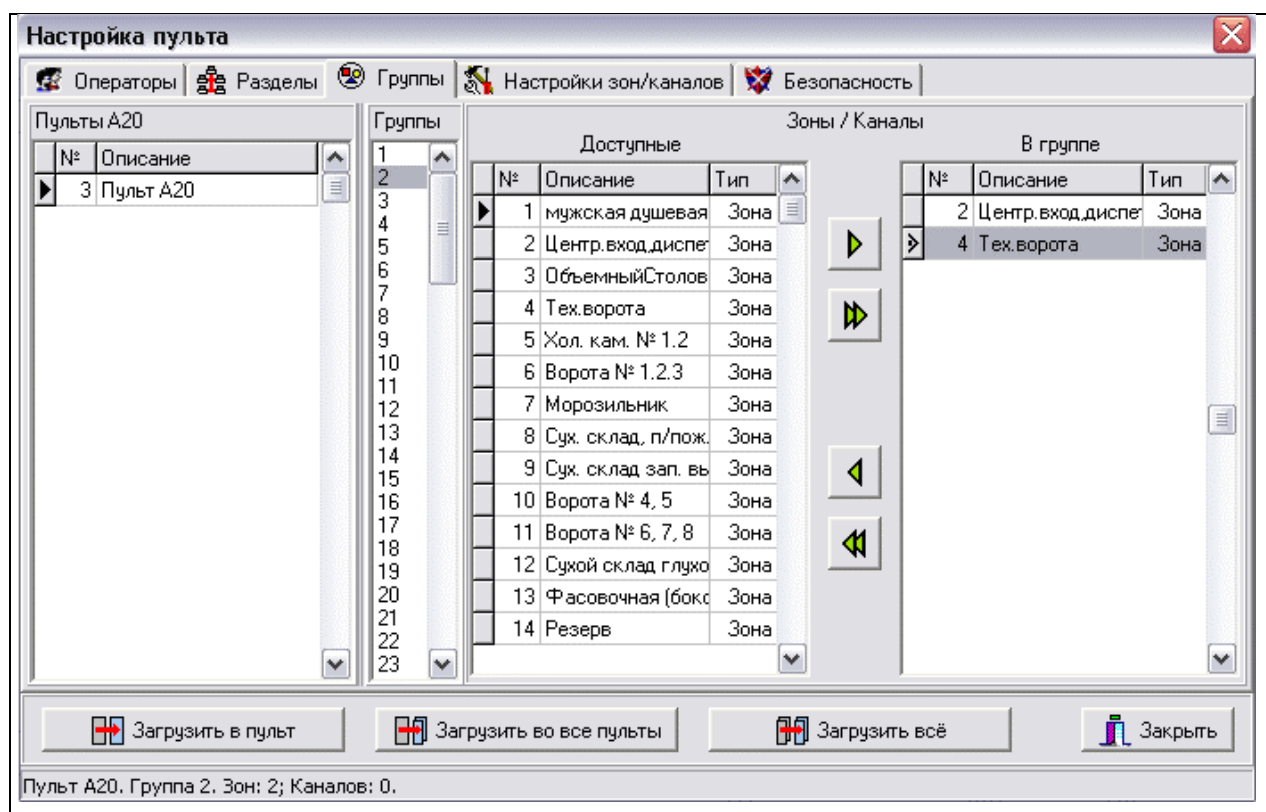 Настройка пульта
Операторы Разделы Группы Настройки зон/каналов Безопасность
Пульты А20 Группы Зоны / Каналы
Доступные В группе
№ Описание
3 Пульт А20
1
2
3
4
5
6
7
8
9
10
11
12
13
14
15
16
17
18
19
20
21
22
23
№ Описание Тип
1 мужская душевая Зона
2 Центр.вход,диспет Зона
3 ОбъемныйСтолов Зона
4 Тех.ворота Зона
5 Хол. кам. № 1.2 Зона
6 Ворота № 1.2.3 Зона
7 Морозильник Зона
8 Сух. склад, п/пож. Зона
9 Сух. склад зап. вы Зона
10 Ворота № 4, 5 Зона
11 Ворота № 6, 7, 8 Зона
12 Сухой склад глухо Зона
13 Фасовочная (бокс Зона
14 Резерв Зона
№ Описание Тип
2 Центр.вход,диспет Зона
4 Тех.ворота Зона
Загрузить в пульт Загрузить во все пульты Загрузить всё Закрыть
Пульт А20. Группа 2. Зон: 2; Каналов: 0.